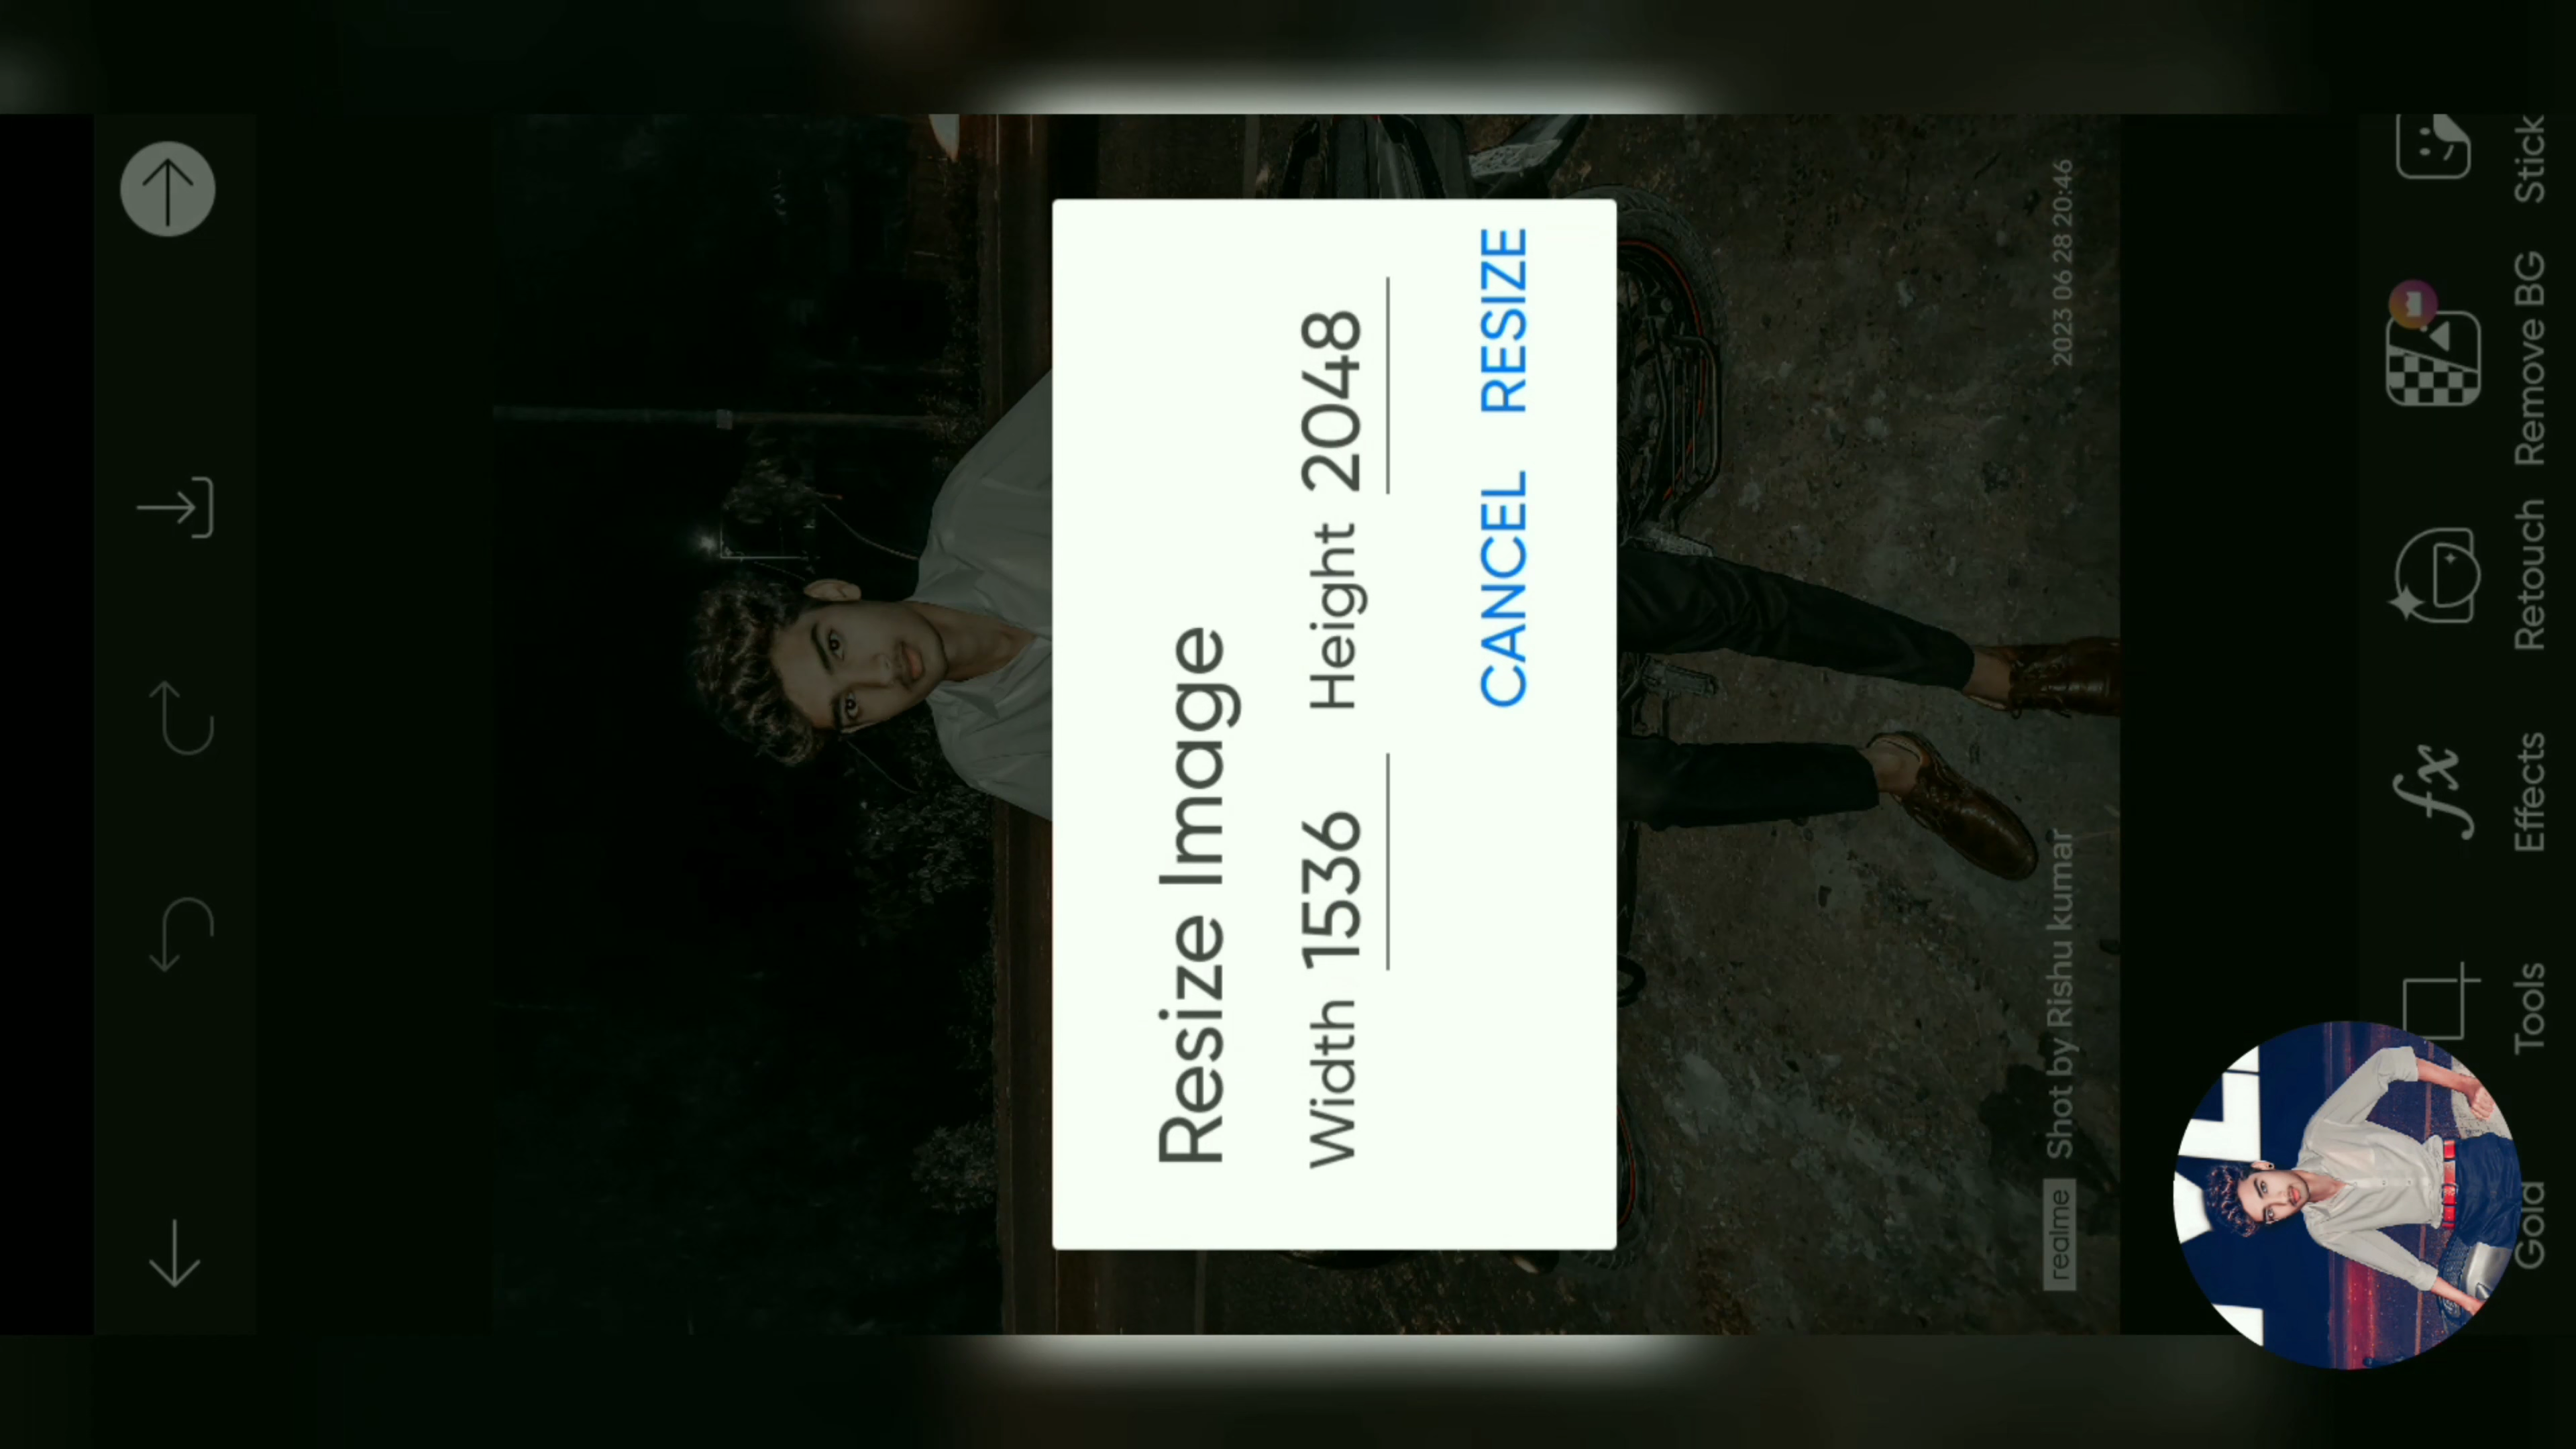 Resize Image
Width 1536 Height 2048
CANCEL RESIZE
realme Shot by Rishu kumar 2023 06 28 20:46
Gold Tools Effects Retouch Remove BG Stick